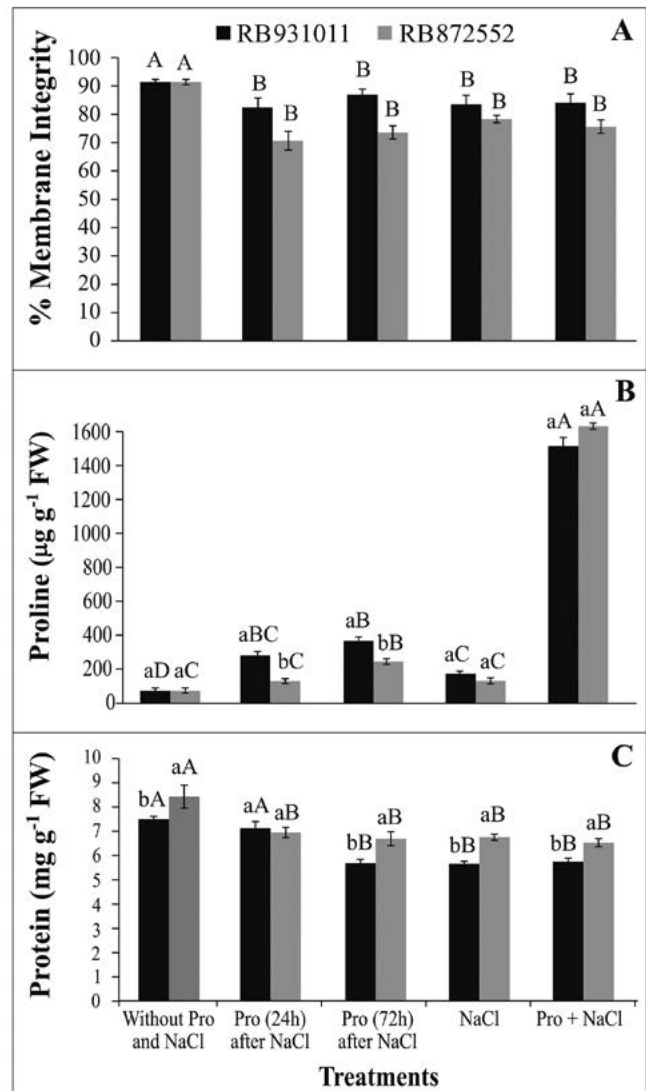 RB931011 RB872552
A
% Membrane Integrity
100
90
80
70
60
50
40
30
20
10
0
A A B B B B B B B B
B
Proline (µg g-1 FW)
1600
1400
1200
1000
800
600
400
200
0
aD aC aBC bC aB bB aC aC aA aA
C
Protein (mg g-1 FW)
10
9
8
7
6
5
4
3
2
1
0
bA aA aA aB bB aB bB aB bB aB
Without Pro and NaCl
Pro (24h) after NaCl
Pro (72h) after NaCl
NaCl
Pro + NaCl
Treatments